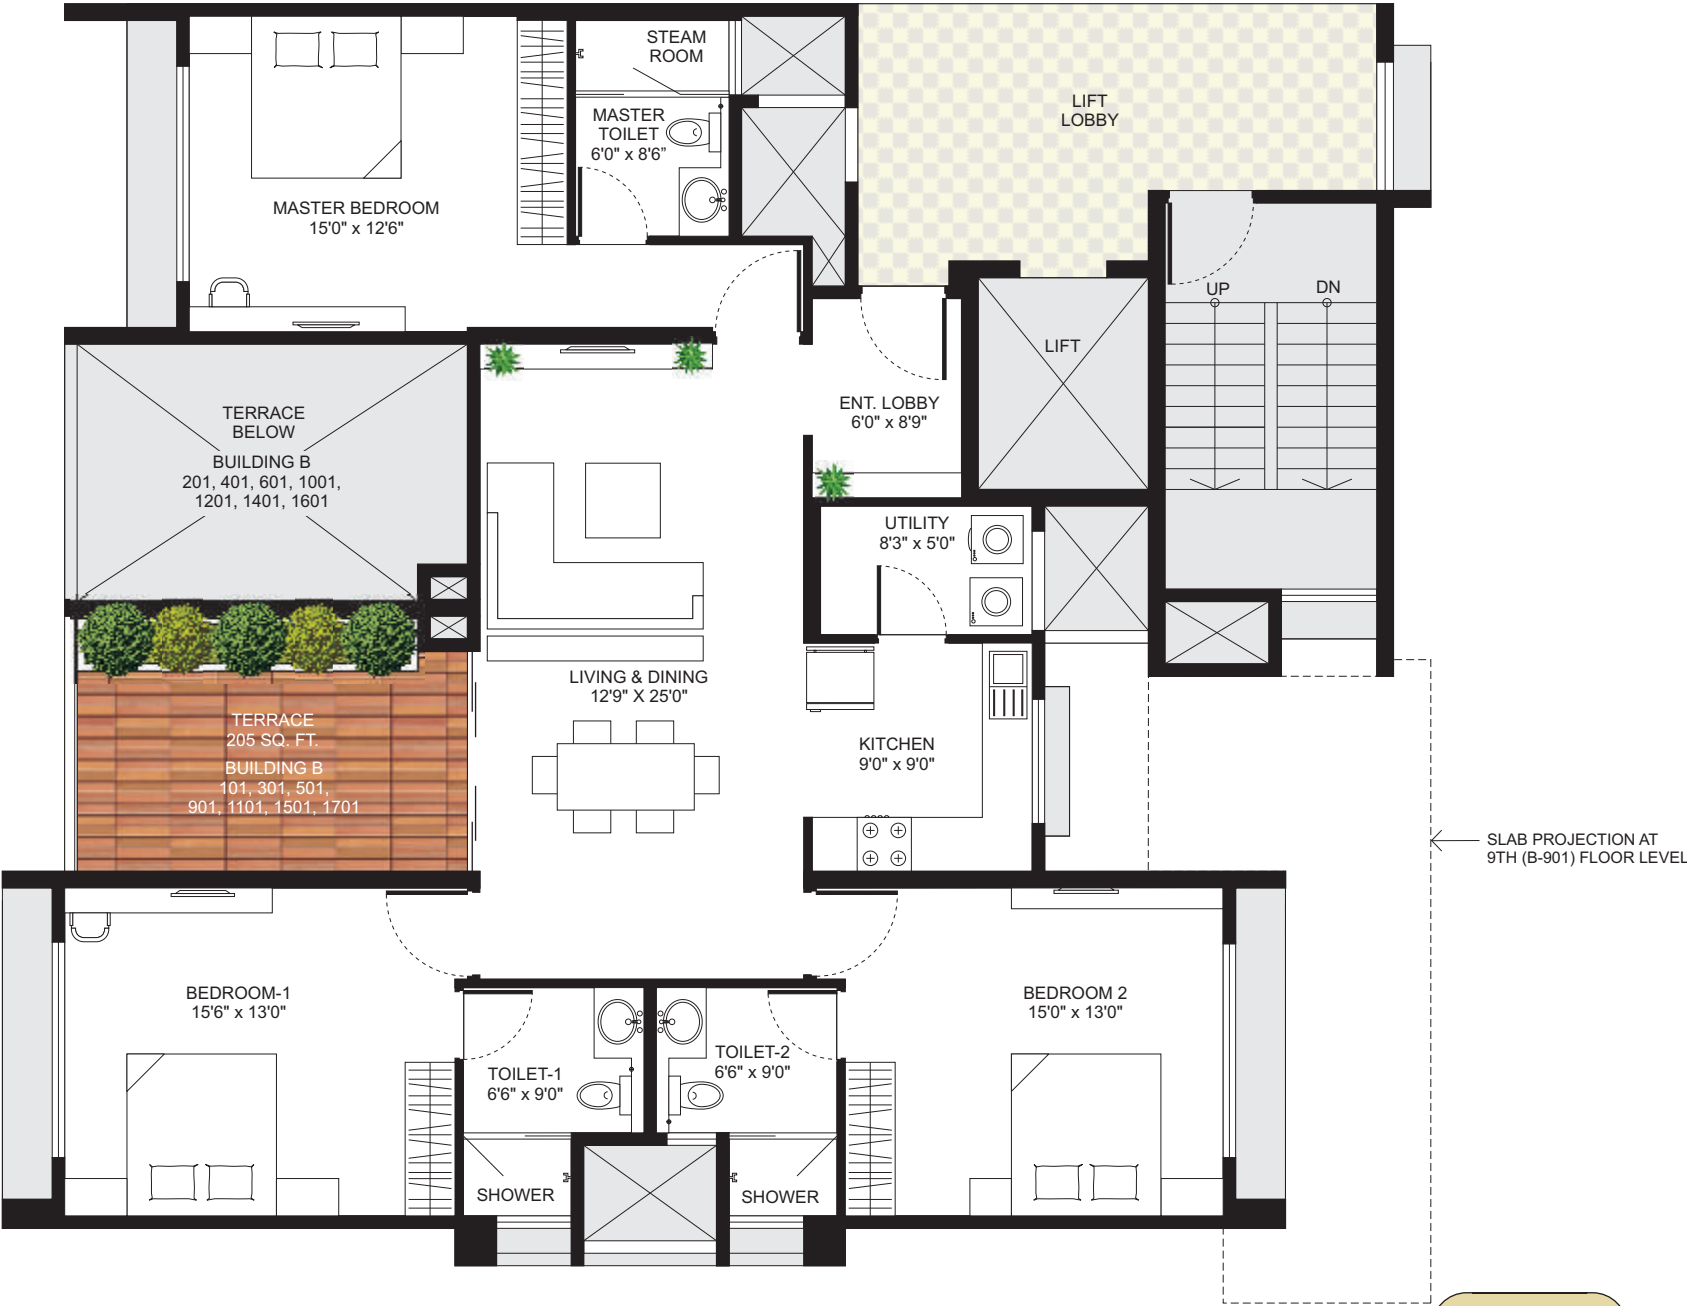 STEAM
ROOM
MASTER
TOILET
6'0" x 8'6”
LIFT
LOBBY
MASTER BEDROOM
15'0" x 12'6"
UP
DN
LIFT
ENT. LOBBY
6'0" x 8'9"
TERRACE
BELOW
BUILDING B
201, 401, 601, 1001,
1201, 1401, 1601
UTILITY
8'3" x 5'0"
LIVING & DINING
12'9" X 25'0"
TERRACE
205 SQ. FT.
BUILDING B
101, 301, 501,
901, 1101, 1501, 1701
KITCHEN
9'0" x 9'0"
SLAB PROJECTION AT
9TH (B-901) FLOOR LEVEL
BEDROOM-1
15'6" x 13'0"
BEDROOM 2
15'0" x 13'0"
TOILET-1
6'6" x 9'0"
TOILET-2
6'6" x 9'0"
SHOWER
SHOWER